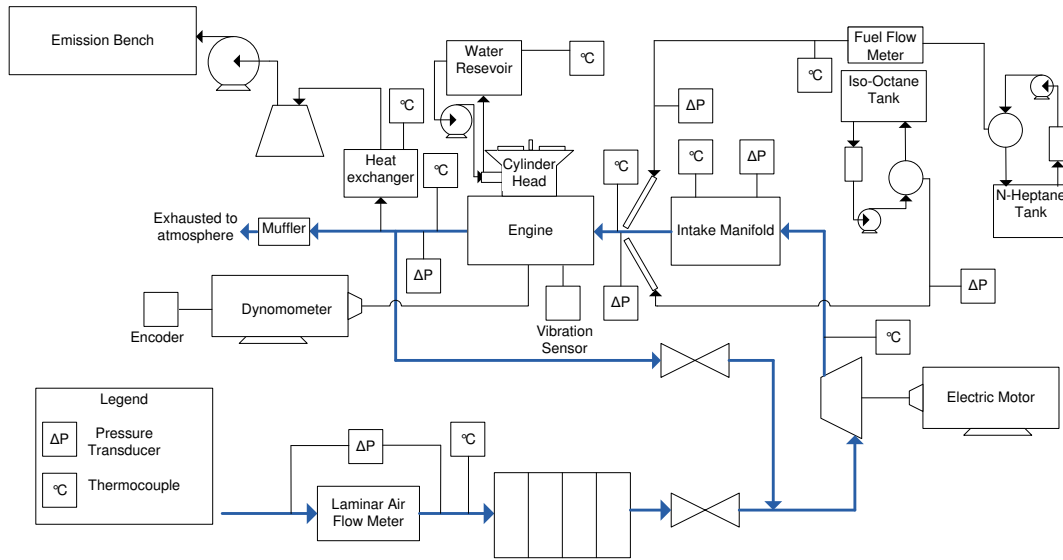 Emission Bench
Water
Resevoir
°C
Fuel Flow
Meter
°C
Iso-Octane
Tank
°C
ΔP
Heat
exchanger
°C
Cylinder
Head
°C
°C
ΔP
N-Heptane
Tank
Exhausted to
atmosphere
Muffler
Engine
Intake Manifold
ΔP
ΔP
ΔP
Dynomometer
Encoder
Vibration
Sensor
°C
Electric Motor
Legend
ΔP
Pressure
Transducer
°C
Thermocouple
ΔP
°C
Laminar Air
Flow Meter